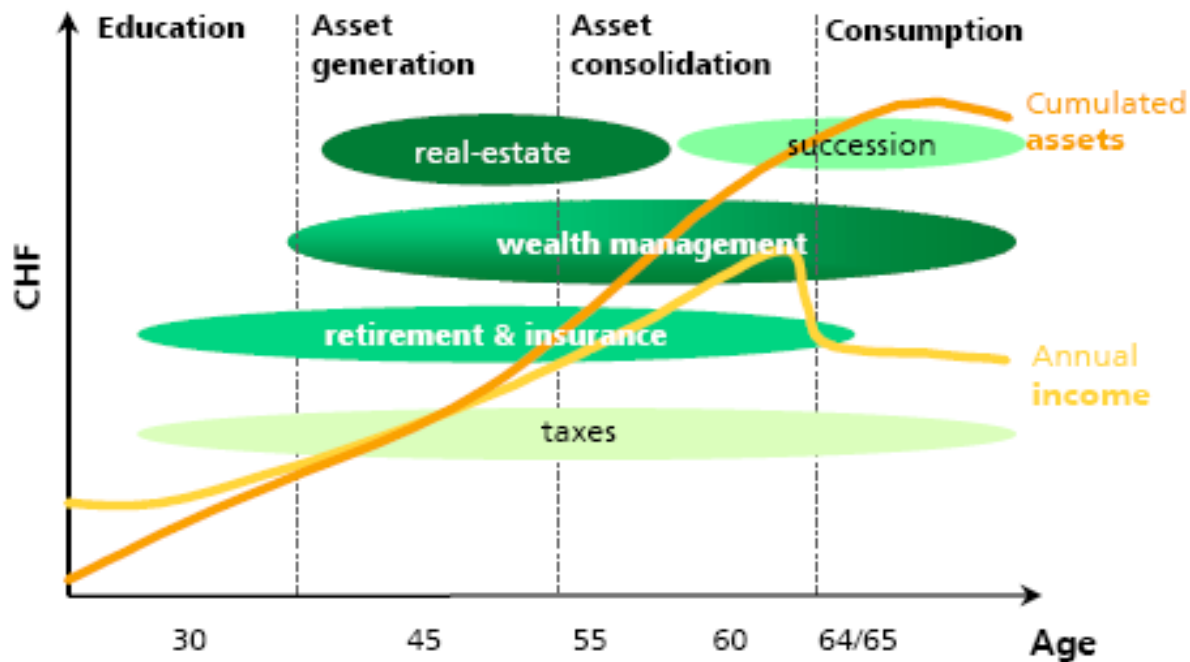 Education
Asset
generation
Asset
consolidation
Consumption
Cumulated
assets
real-estate
succession
wealth management
CHF
retirement & insurance
Annual
income
taxes
30
45
55
60
64/65
Age